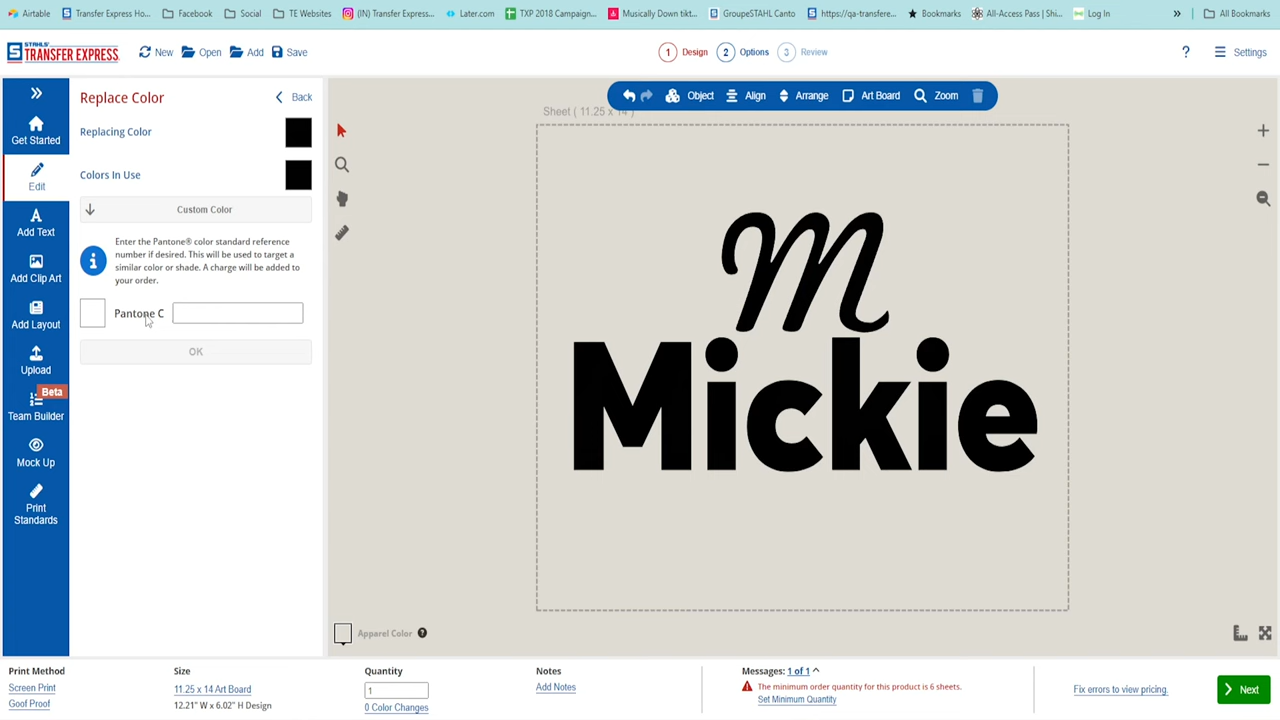 Airtable
Transfer Express Ho...
Facebook
Social
TE Websites
(IN) Transfer Express...
Later.com
TXP 2018 Campaign...
Musically Down tikt...
GroupeSTAHL Canto
https://qa-transfere...
Bookmarks
All-Access Pass | Shi...
Log In
»
All Bookmarks
STAHLS'
TRANSFER EXPRESS
New
Open
Add
Save
1 Design
2 Options
3 Review
?
Settings
Get Started
Edit
Add Text
Add Clip Art
Add Layout
Upload
Beta
Team Builder
Mock Up
Print
Standards
Replace Color
Back
Replacing Color
Colors In Use
Custom Color
Enter the Pantone® color standard reference
number if desired. This will be used to target a
similar color or shade. A charge will be added to
your order.
Pantone C
OK
Object
Align
Arrange
Art Board
Zoom
Sheet ( 11.25 x 14 )
M
Mickie
Apparel Color ?
Print Method
Screen Print
Goof Proof
Size
11.25 x 14 Art Board
12.21" W x 6.02" H Design
Quantity
1
0 Color Changes
Notes
Add Notes
Messages: 1 of 1
The minimum order quantity for this product is 6 sheets.
Set Minimum Quantity
Fix errors to view pricing.
Next